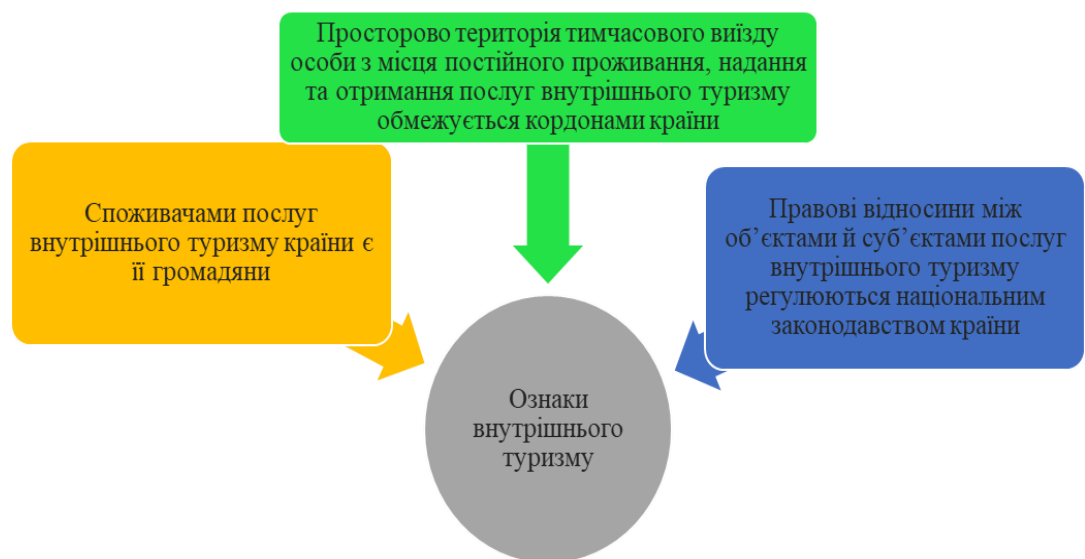 Просторово територія тимчасового виїзду
особи з місця постійного проживання, надання
та отримання послуг внутрішнього туризму
обмежується кордонами країни
Споживачами послуг
внутрішнього туризму країни є
її громадяни
Правові відносини між
об’єктами й суб’єктами послуг
внутрішнього туризму
регулюються національним
законодавством країни
Ознаки
внутрішнього
туризму